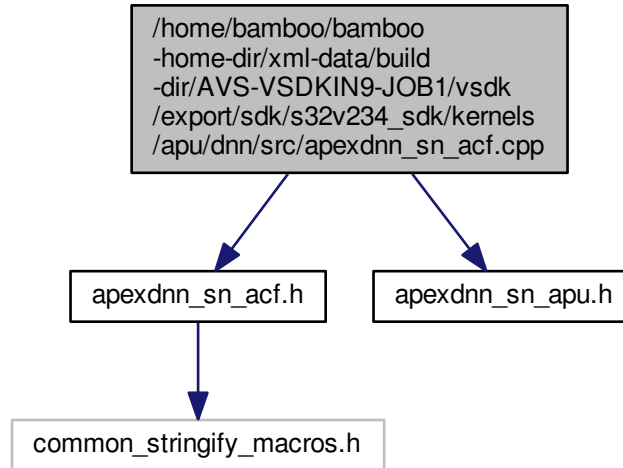 /home/bamboo/bamboo
-home-dir/xml-data/build
-dir/AVS-VSDKIN9-JOB1/vsdk
/export/sdk/s32v234_sdk/kernels
/apu/dnn/src/apexdnn_sn_acf.cpp
apexdnn_sn_acf.h
apexdnn_sn_apu.h
common_stringify_macros.h